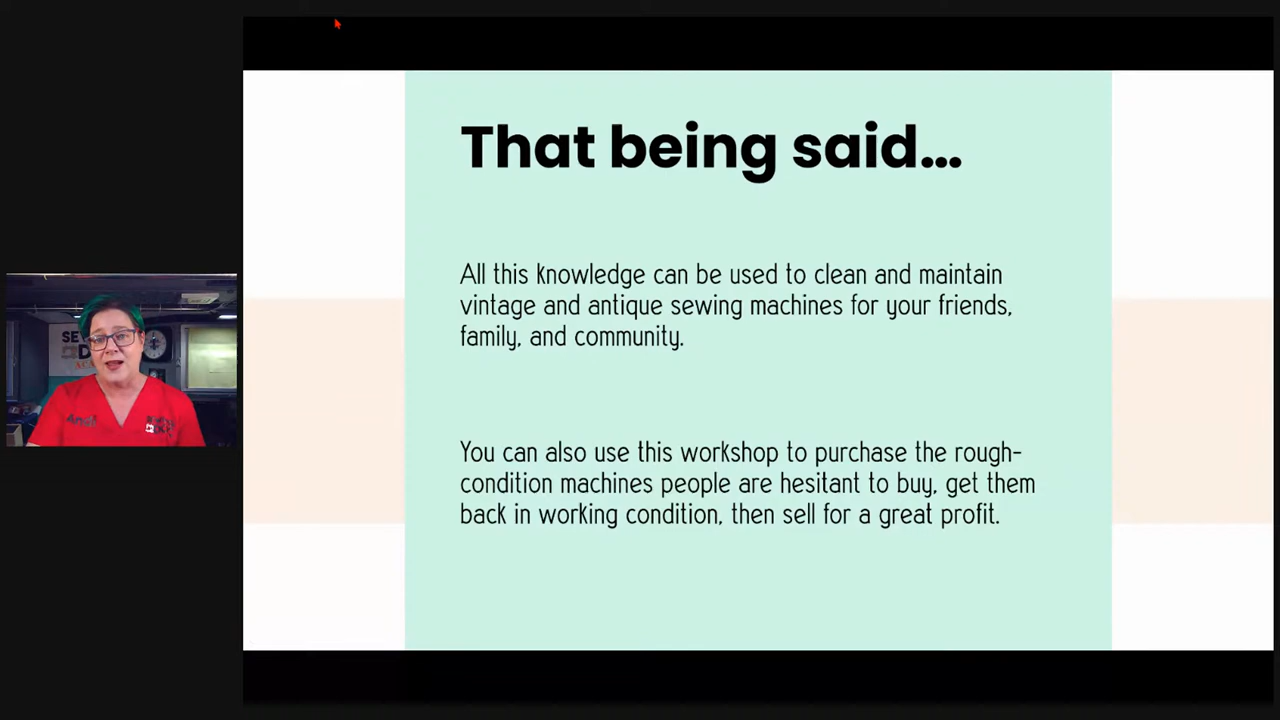 That being said...
All this knowledge can be used to clean and maintain
vintage and antique sewing machines for your friends,
family, and community.
You can also use this workshop to purchase the rough-
condition machines people are hesitant to buy, get them
back in working condition, then sell for a great profit.
SE
D
Andi